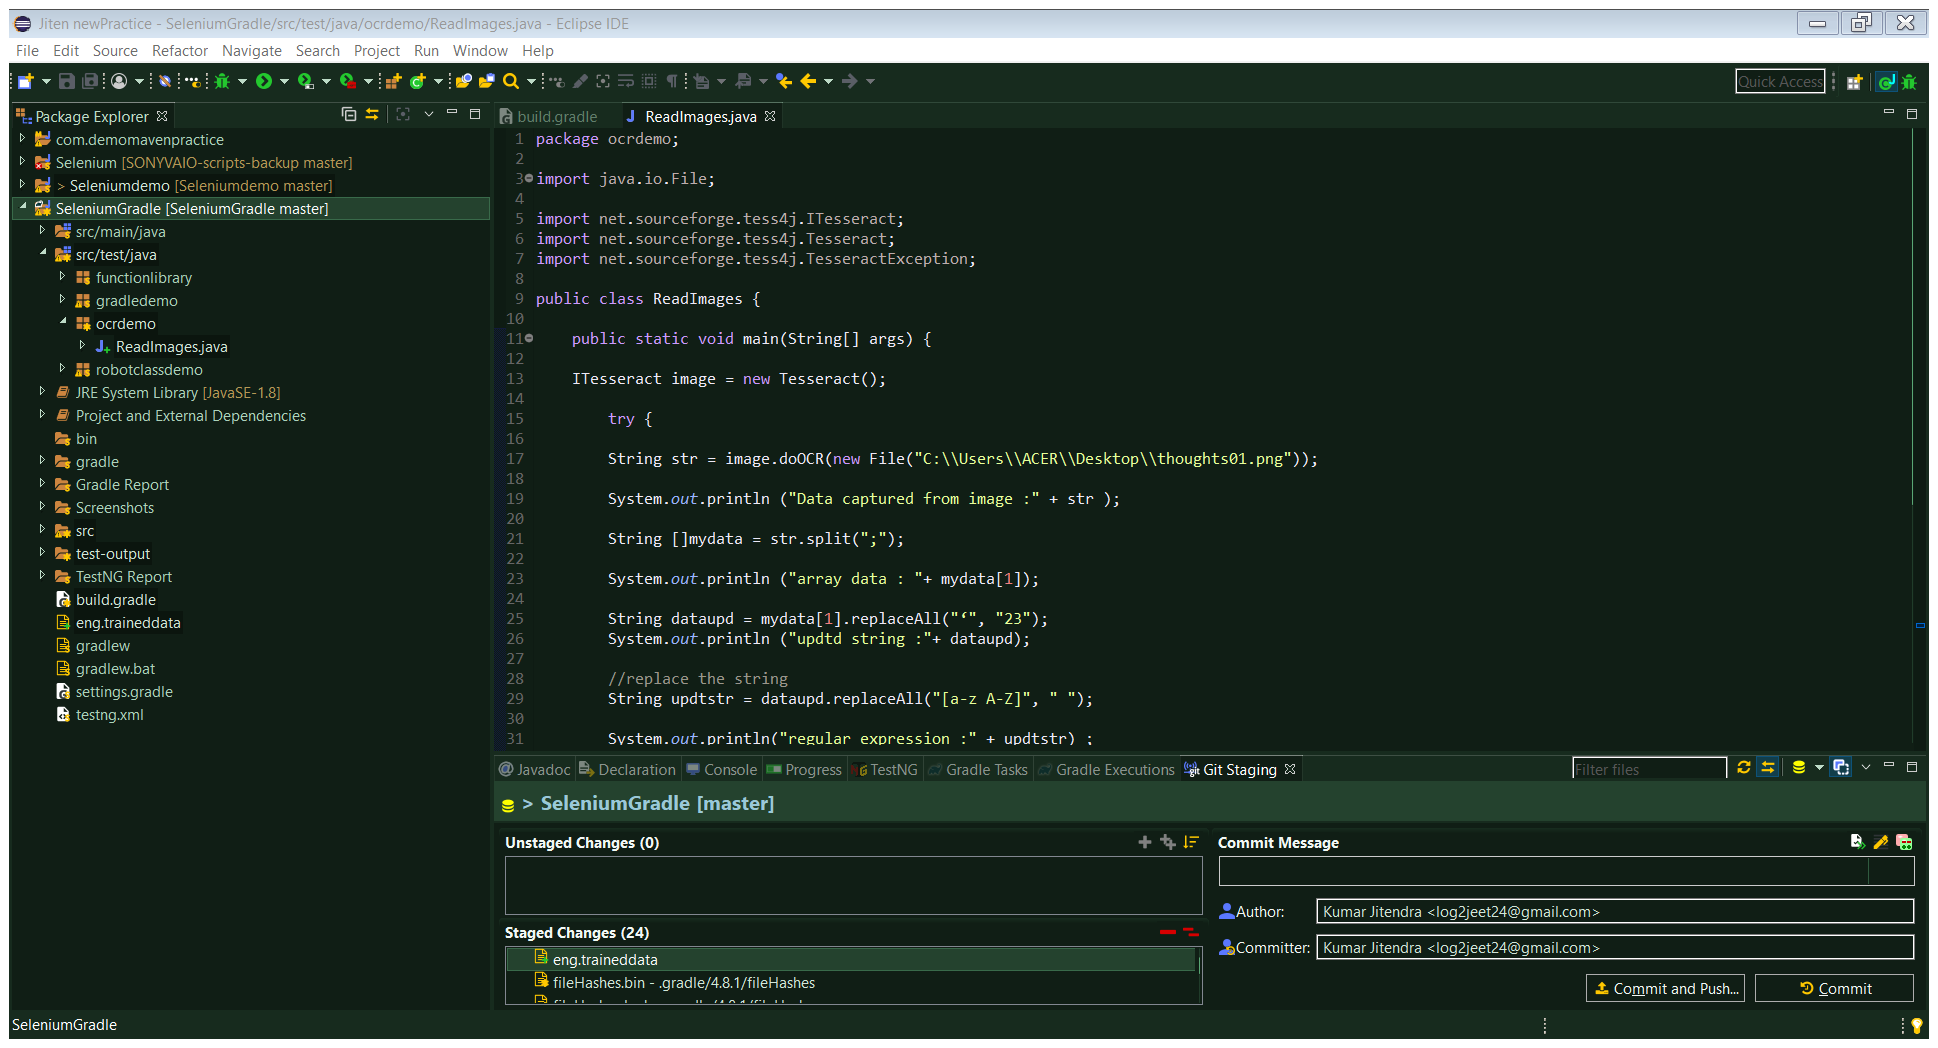 Jiten newPractice - SeleniumGradle/src/test/java/ocrdemo/ReadImages.java - Eclipse IDE
File Edit Source Refactor Navigate Search Project Run Window Help
Quick Access
Package Explorer
com.demomavenpractice
Selenium [SONYVAIO-scripts-backup master]
> Seleniumdemo [Seleniumdemo master]
SeleniumGradle [SeleniumGradle master]
src/main/java
src/test/java
functionlibrary
gradledemo
ocrdemo
ReadImages.java
robotclassdemo
JRE System Library [JavaSE-1.8]
Project and External Dependencies
bin
gradle
Gradle Report
Screenshots
src
test-output
TestNG Report
build.gradle
eng.traineddata
gradlew
gradlew.bat
settings.gradle
testng.xml
build.gradle ReadImages.java
1 package ocrdemo;
2
3 import java.io.File;
4
5 import net.sourceforge.tess4j.ITesseract;
6 import net.sourceforge.tess4j.Tesseract;
7 import net.sourceforge.tess4j.TesseractException;
8
9 public class ReadImages {
10
11 public static void main(String[] args) {
12
13 ITesseract image = new Tesseract();
14
15 try {
16
17 String str = image.doOCR(new File("C:\\Users\\ACER\\Desktop\\thoughts01.png"));
18
19 System.out.println ("Data captured from image :" + str );
20
21 String []mydata = str.split(";");
22
23 System.out.println ("array data : "+ mydata[1]);
24
25 String dataupd = mydata[1].replaceAll("‘", "23");
26 System.out.println ("updtd string :"+ dataupd);
27
28 //replace the string
29 String updtstr = dataupd.replaceAll("[a-z A-Z]", " ");
30
31 System.out.println("regular expression :" + updtstr) ;
Javadoc Declaration Console Progress TestNG Gradle Tasks Gradle Executions Git Staging Filter files
> SeleniumGradle [master]
Unstaged Changes (0)
Staged Changes (24)
eng.traineddata
fileHashes.bin - .gradle/4.8.1/fileHashes
Commit Message
Author: Kumar Jitendra <log2jeet24@gmail.com>
Committer: Kumar Jitendra <log2jeet24@gmail.com>
Commit and Push... Commit
SeleniumGradle